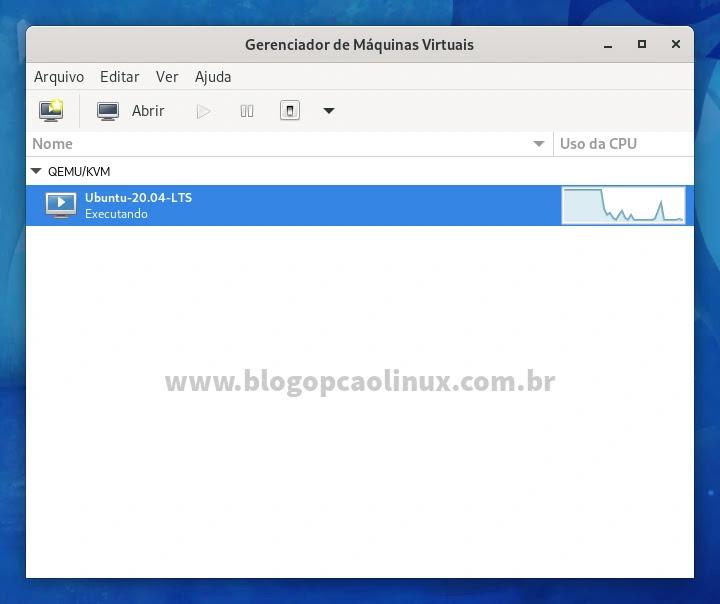 Gerenciador de Máquinas Virtuais
Arquivo Editar Ver Ajuda
Abrir
Nome Uso da CPU
QEMU/KVM
Ubuntu-20.04-LTS
Executando
www.blogopcaolinux.com.br